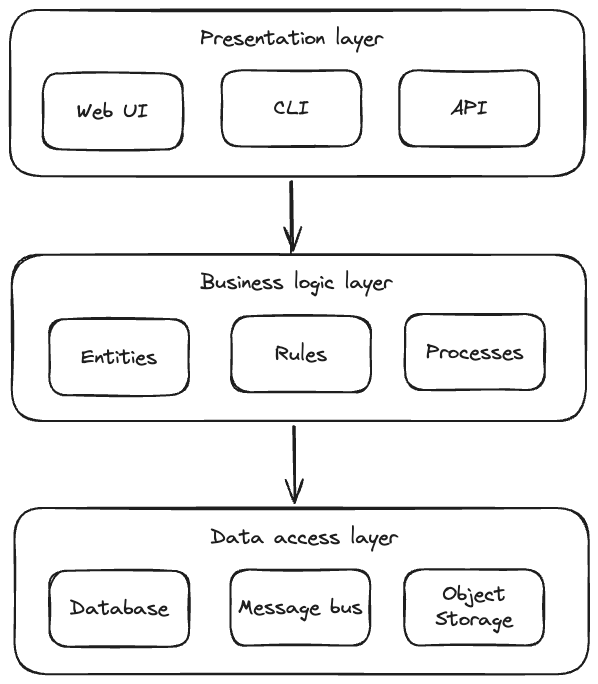 Presentation layer
Web UI
CLI
API
Business logic layer
Entities
Rules
Processes
Data access layer
Database
Message bus
Object
Storage